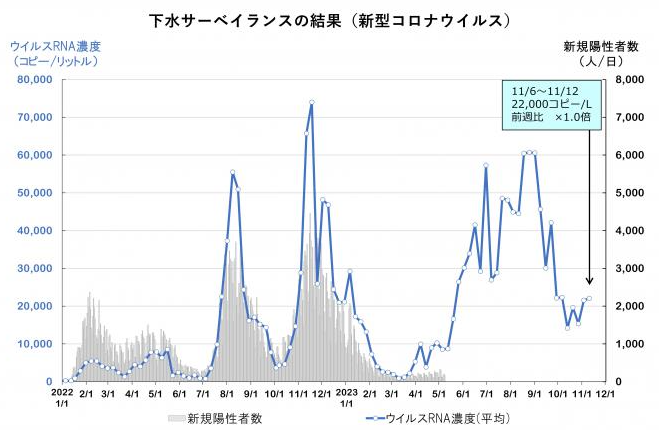 下水サーベイランスの結果（新型コロナウイルス）
ウイルスRNA濃度
（コピー/リットル）
新規陽性者数
（人/日）
11/6～11/12
22,000コピー/L
前週比 ×1.0倍
80,000
70,000
60,000
50,000
40,000
30,000
20,000
10,000
0
8,000
7,000
6,000
5,000
4,000
3,000
2,000
1,000
0
2022 2/1 3/1 4/1 5/1 6/1 7/1 8/1 9/1 10/1 11/1 12/1 2023 2/1 3/1 4/1 5/1 6/1 7/1 8/1 9/1 10/1 11/1 12/1
1/1 1/1
新規陽性者数 ウイルスRNA濃度(平均)